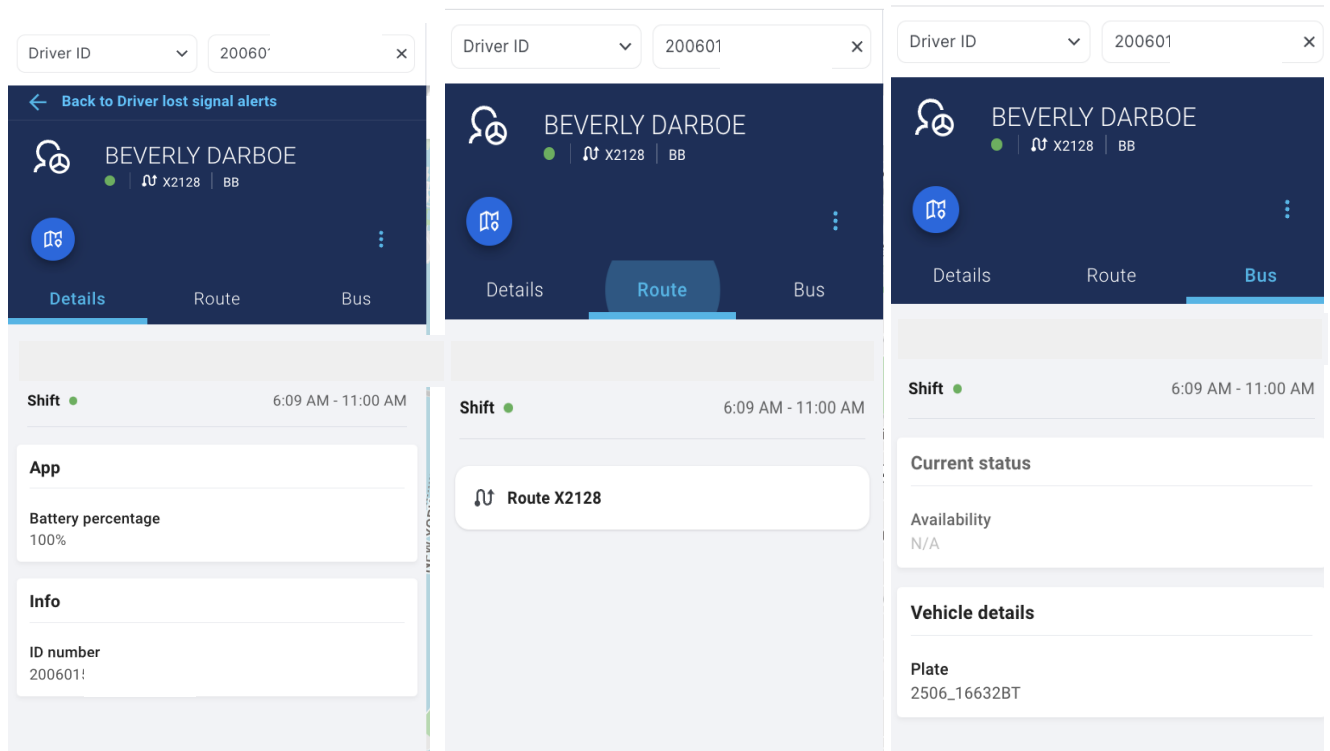 Driver ID
20060
Back to Driver lost signal alerts
BEVERLY DARBOE
X2128 BB
Details Route Bus
Shift 6:09 AM - 11:00 AM
App
Battery percentage
100%
Info
ID number
200601
Driver ID
200601
BEVERLY DARBOE
X2128 BB
Details Route Bus
Shift 6:09 AM - 11:00 AM
Route X2128
Driver ID
200601
BEVERLY DARBOE
X2128 BB
Details Route Bus
Shift 6:09 AM - 11:00 AM
Current status
Availability
N/A
Vehicle details
Plate
2506_16632BT